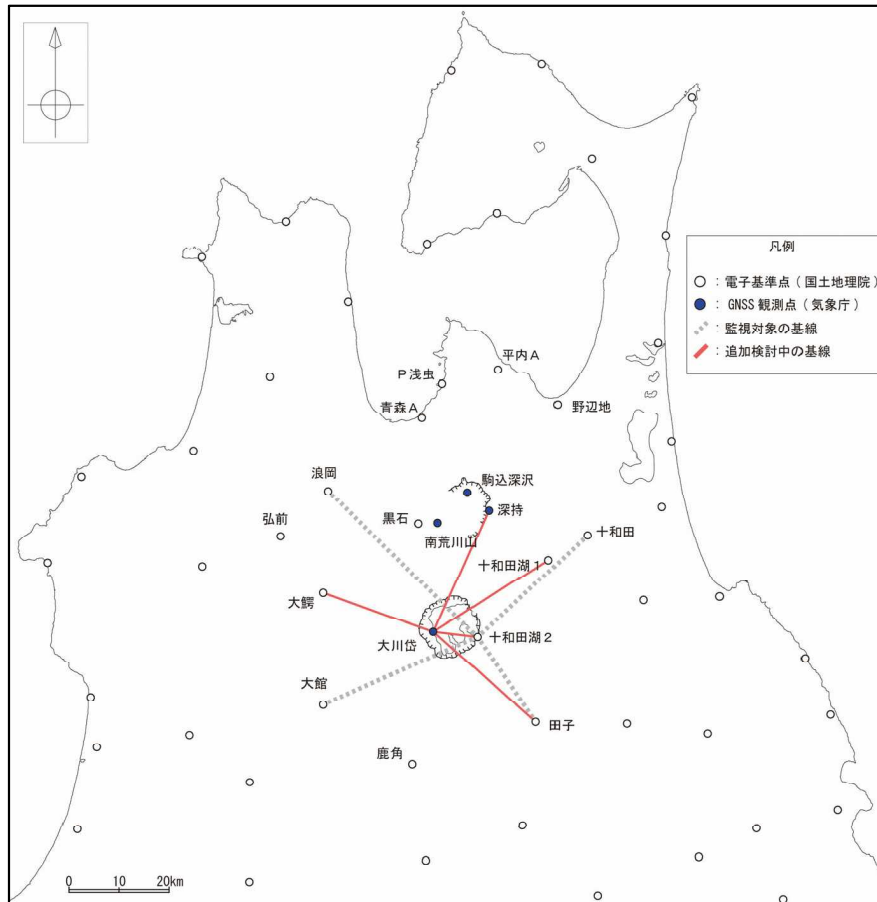 凡例
：電子基準点（国土地理院）
：GNSS 観測点（気象庁）
：監視対象の基線
：追加検討中の基線
平内A
P浅虫
青森A
野辺地
浪岡
駒込深沢
深持
弘前
黒石
南荒川山
十和田
十和田湖1
大鰐
大川岱
十和田湖2
大館
田子
鹿角
0 10 20km